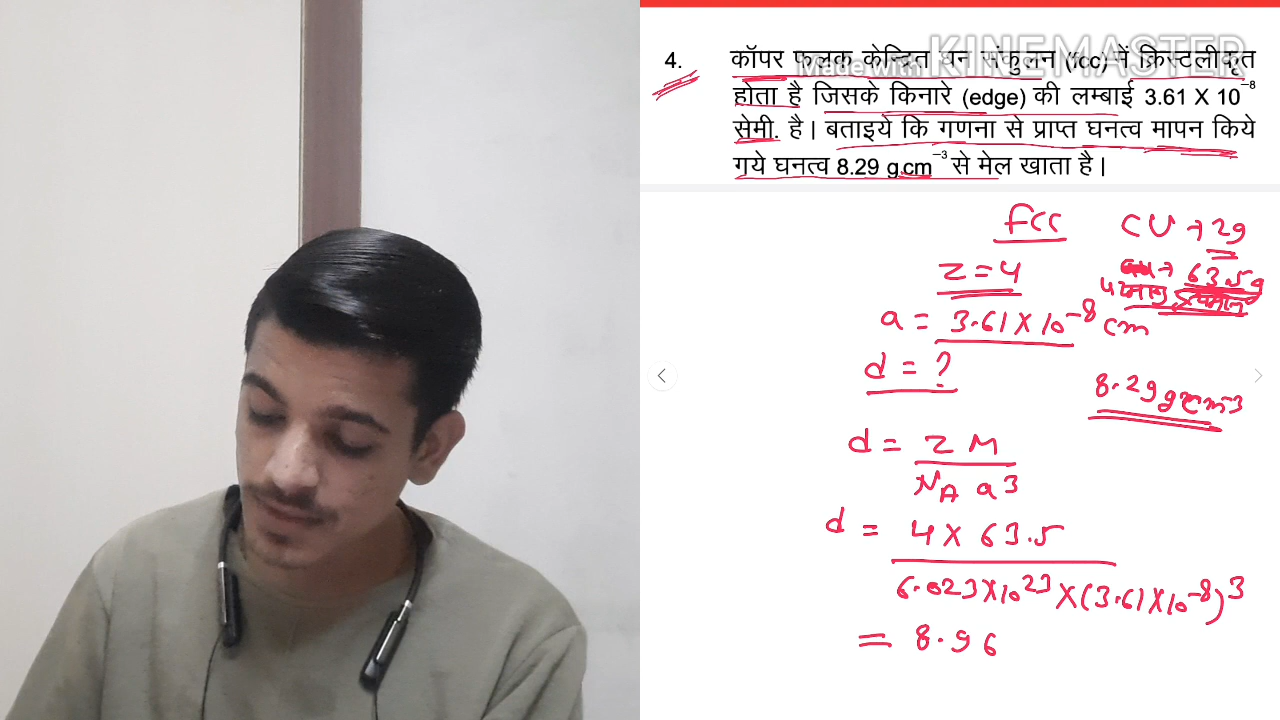 Made with KINEMASTER
4. कॉपर फलक केन्द्रित घन संकुलन (fcc) में क्रिस्टलीकृत
होता है जिसके किनारे (edge) की लम्बाई 3.61 X 10⁻⁸
सेमी. है। बताइये कि गणना से प्राप्त घनत्व मापन किये
गये घनत्व 8.29 g.cm⁻³ से मेल खाता है।
fcc
CU → 29
Z = 4
63.5g
a = 3.61 X 10⁻⁸ cm
d = ?
8.29 g cm⁻³
d = Z M
N_A a3
d = 4 X 63.5
6.023 X 10²³ X (3.61 X 10⁻⁸)³
= 8.96